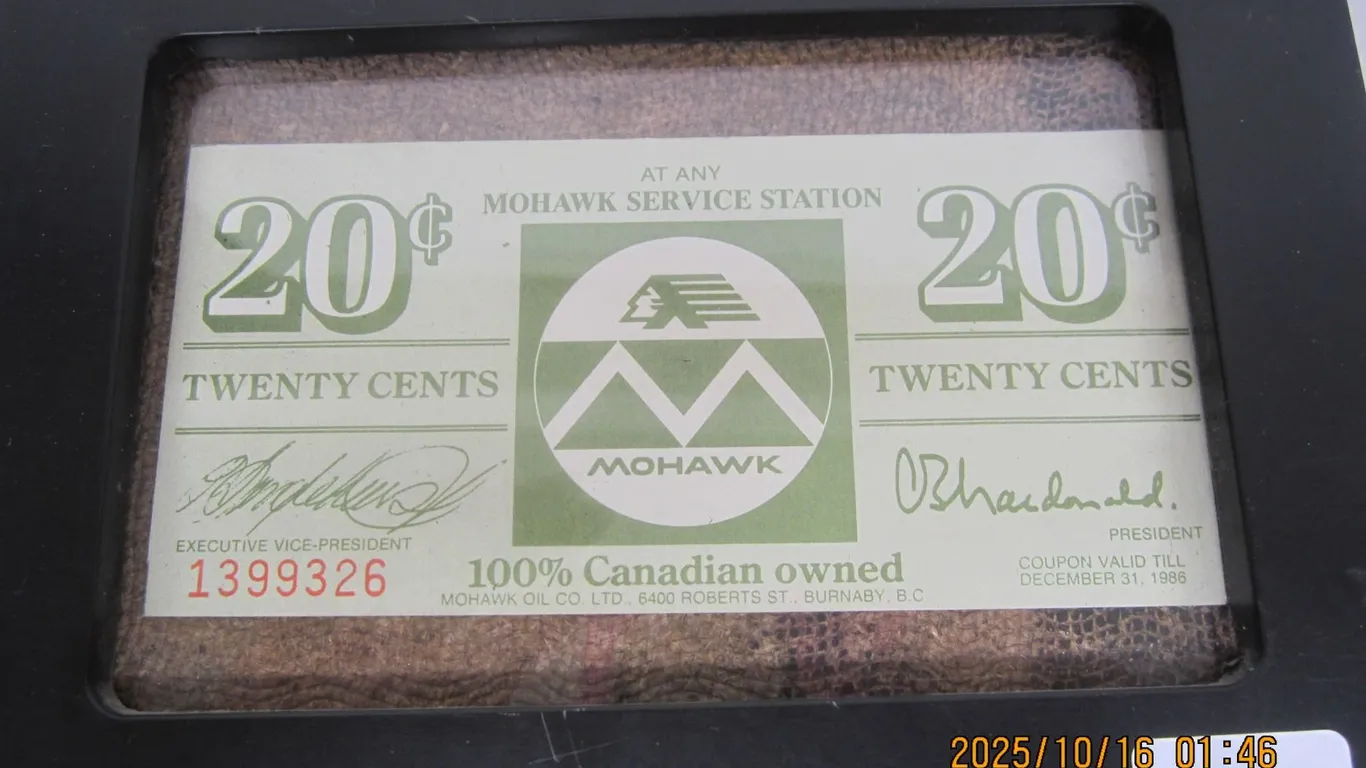 AT ANY
MOHAWK SERVICE STATION
20¢
20¢
TWENTY CENTS
TWENTY CENTS
MOHAWK
EXECUTIVE VICE-PRESIDENT
PRESIDENT
1399326
100% Canadian owned
COUPON VALID TILL
DECEMBER 31, 1986
MOHAWK OIL CO. LTD., 6400 ROBERTS ST., BURNABY, B.C
2025/10/16 01:46